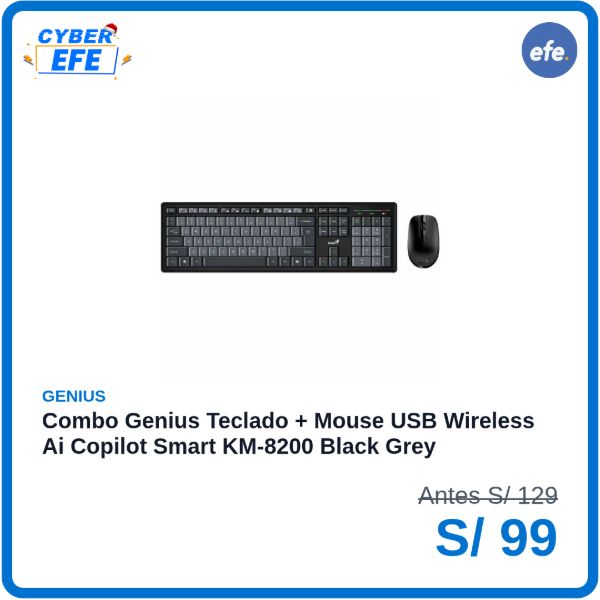 CYBER
EFE
efe.
GENIUS
Combo Genius Teclado + Mouse USB Wireless
Ai Copilot Smart KM-8200 Black Grey
Antes S/ 129
S/ 99